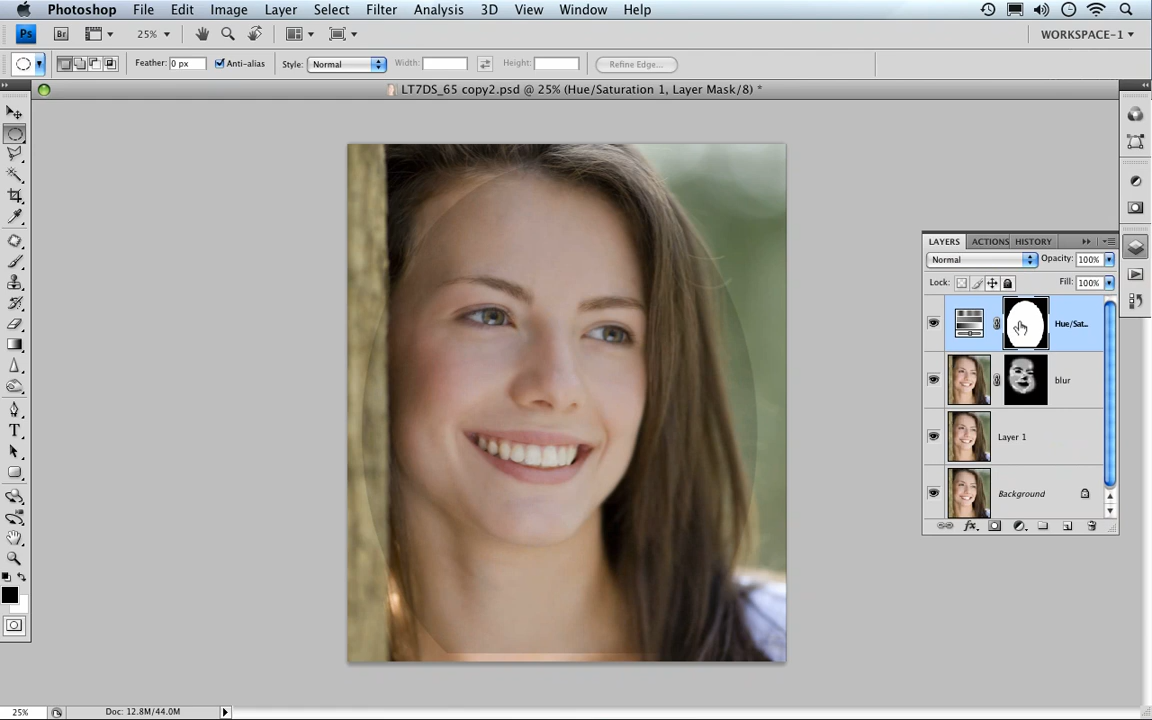 Photoshop File Edit Image Layer Select Filter Analysis 3D View Window Help
Ps Br 25% WORKSPACE-1
Feather: 0 px Anti-alias Style: Normal Width: Height: Refine Edge...
LT7DS_65 copy2.psd @ 25% (Hue/Saturation 1, Layer Mask/8) *
LAYERS ACTIONS HISTORY
Normal Opacity: 100%
Lock: Fill: 100%
Hue/Sat...
blur
Layer 1
Background
fx
T
25% Doc: 12.8M/44.0M